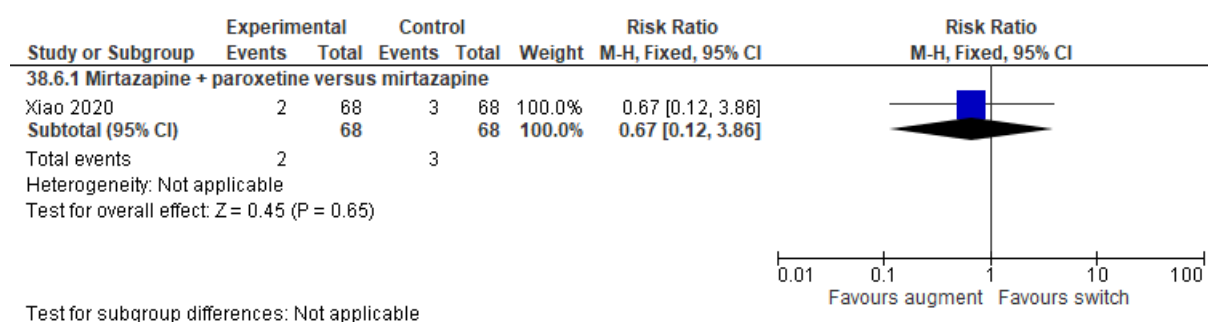 Experimental Control Risk Ratio Risk Ratio
Study or Subgroup Events Total Events Total Weight M-H, Fixed, 95% CI M-H, Fixed, 95% CI
38.6.1 Mirtazapine + paroxetine versus mirtazapine
Xiao 2020 2 68 3 68 100.0% 0.67 [0.12, 3.86]
Subtotal (95% CI) 68 68 100.0% 0.67 [0.12, 3.86]
Total events 2 3
Heterogeneity: Not applicable
Test for overall effect: Z = 0.45 (P = 0.65)
0.01 0.1 1 10 100
Favours augment Favours switch
Test for subgroup differences: Not applicable